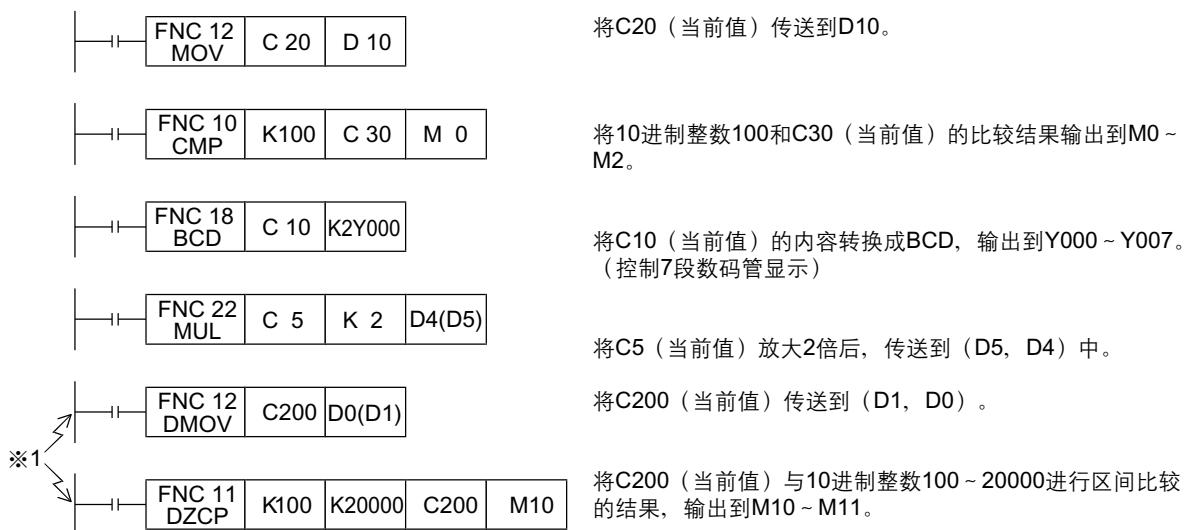 FNC 12
MOV
C 20
D 10
将C20（当前值）传送到D10。
FNC 10
CMP
K100
C 30
M 0
将10进制整数100和C30（当前值）的比较结果输出到M0～
M2。
FNC 18
BCD
C 10
K2Y000
将C10（当前值）的内容转换成BCD，输出到Y000～Y007。
（控制7段数码管显示）
FNC 22
MUL
C 5
K 2
D4(D5)
将C5（当前值）放大2倍后，传送到（D5，D4）中。
FNC 12
DMOV
C200
D0(D1)
将C200（当前值）传送到（D1，D0）。
※1
FNC 11
DZCP
K100
K20000
C200
M10
将C200（当前值）与10进制整数100～20000进行区间比较
的结果，输出到M10～M11。